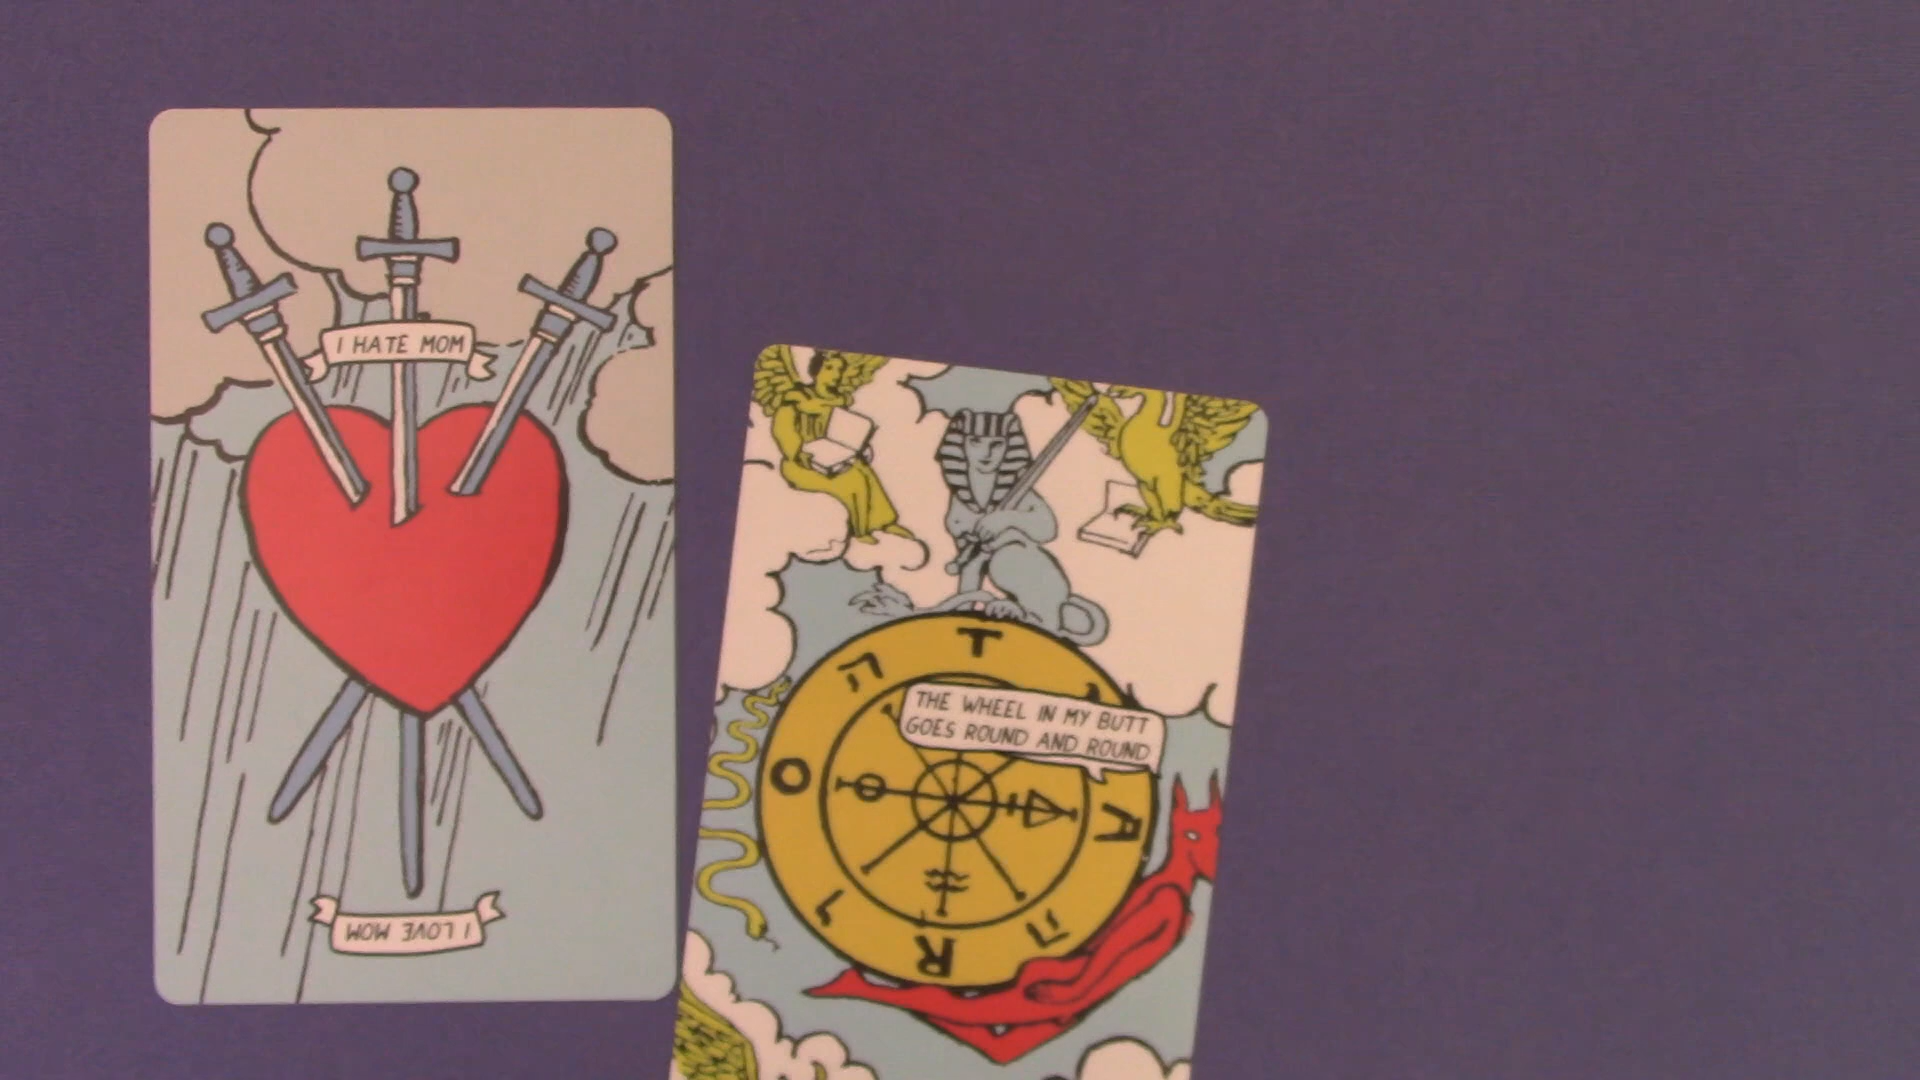 I HATE MOM
I LOVE MOM
THE WHEEL IN MY BUTT
GOES ROUND AND ROUND
T
A
R
O